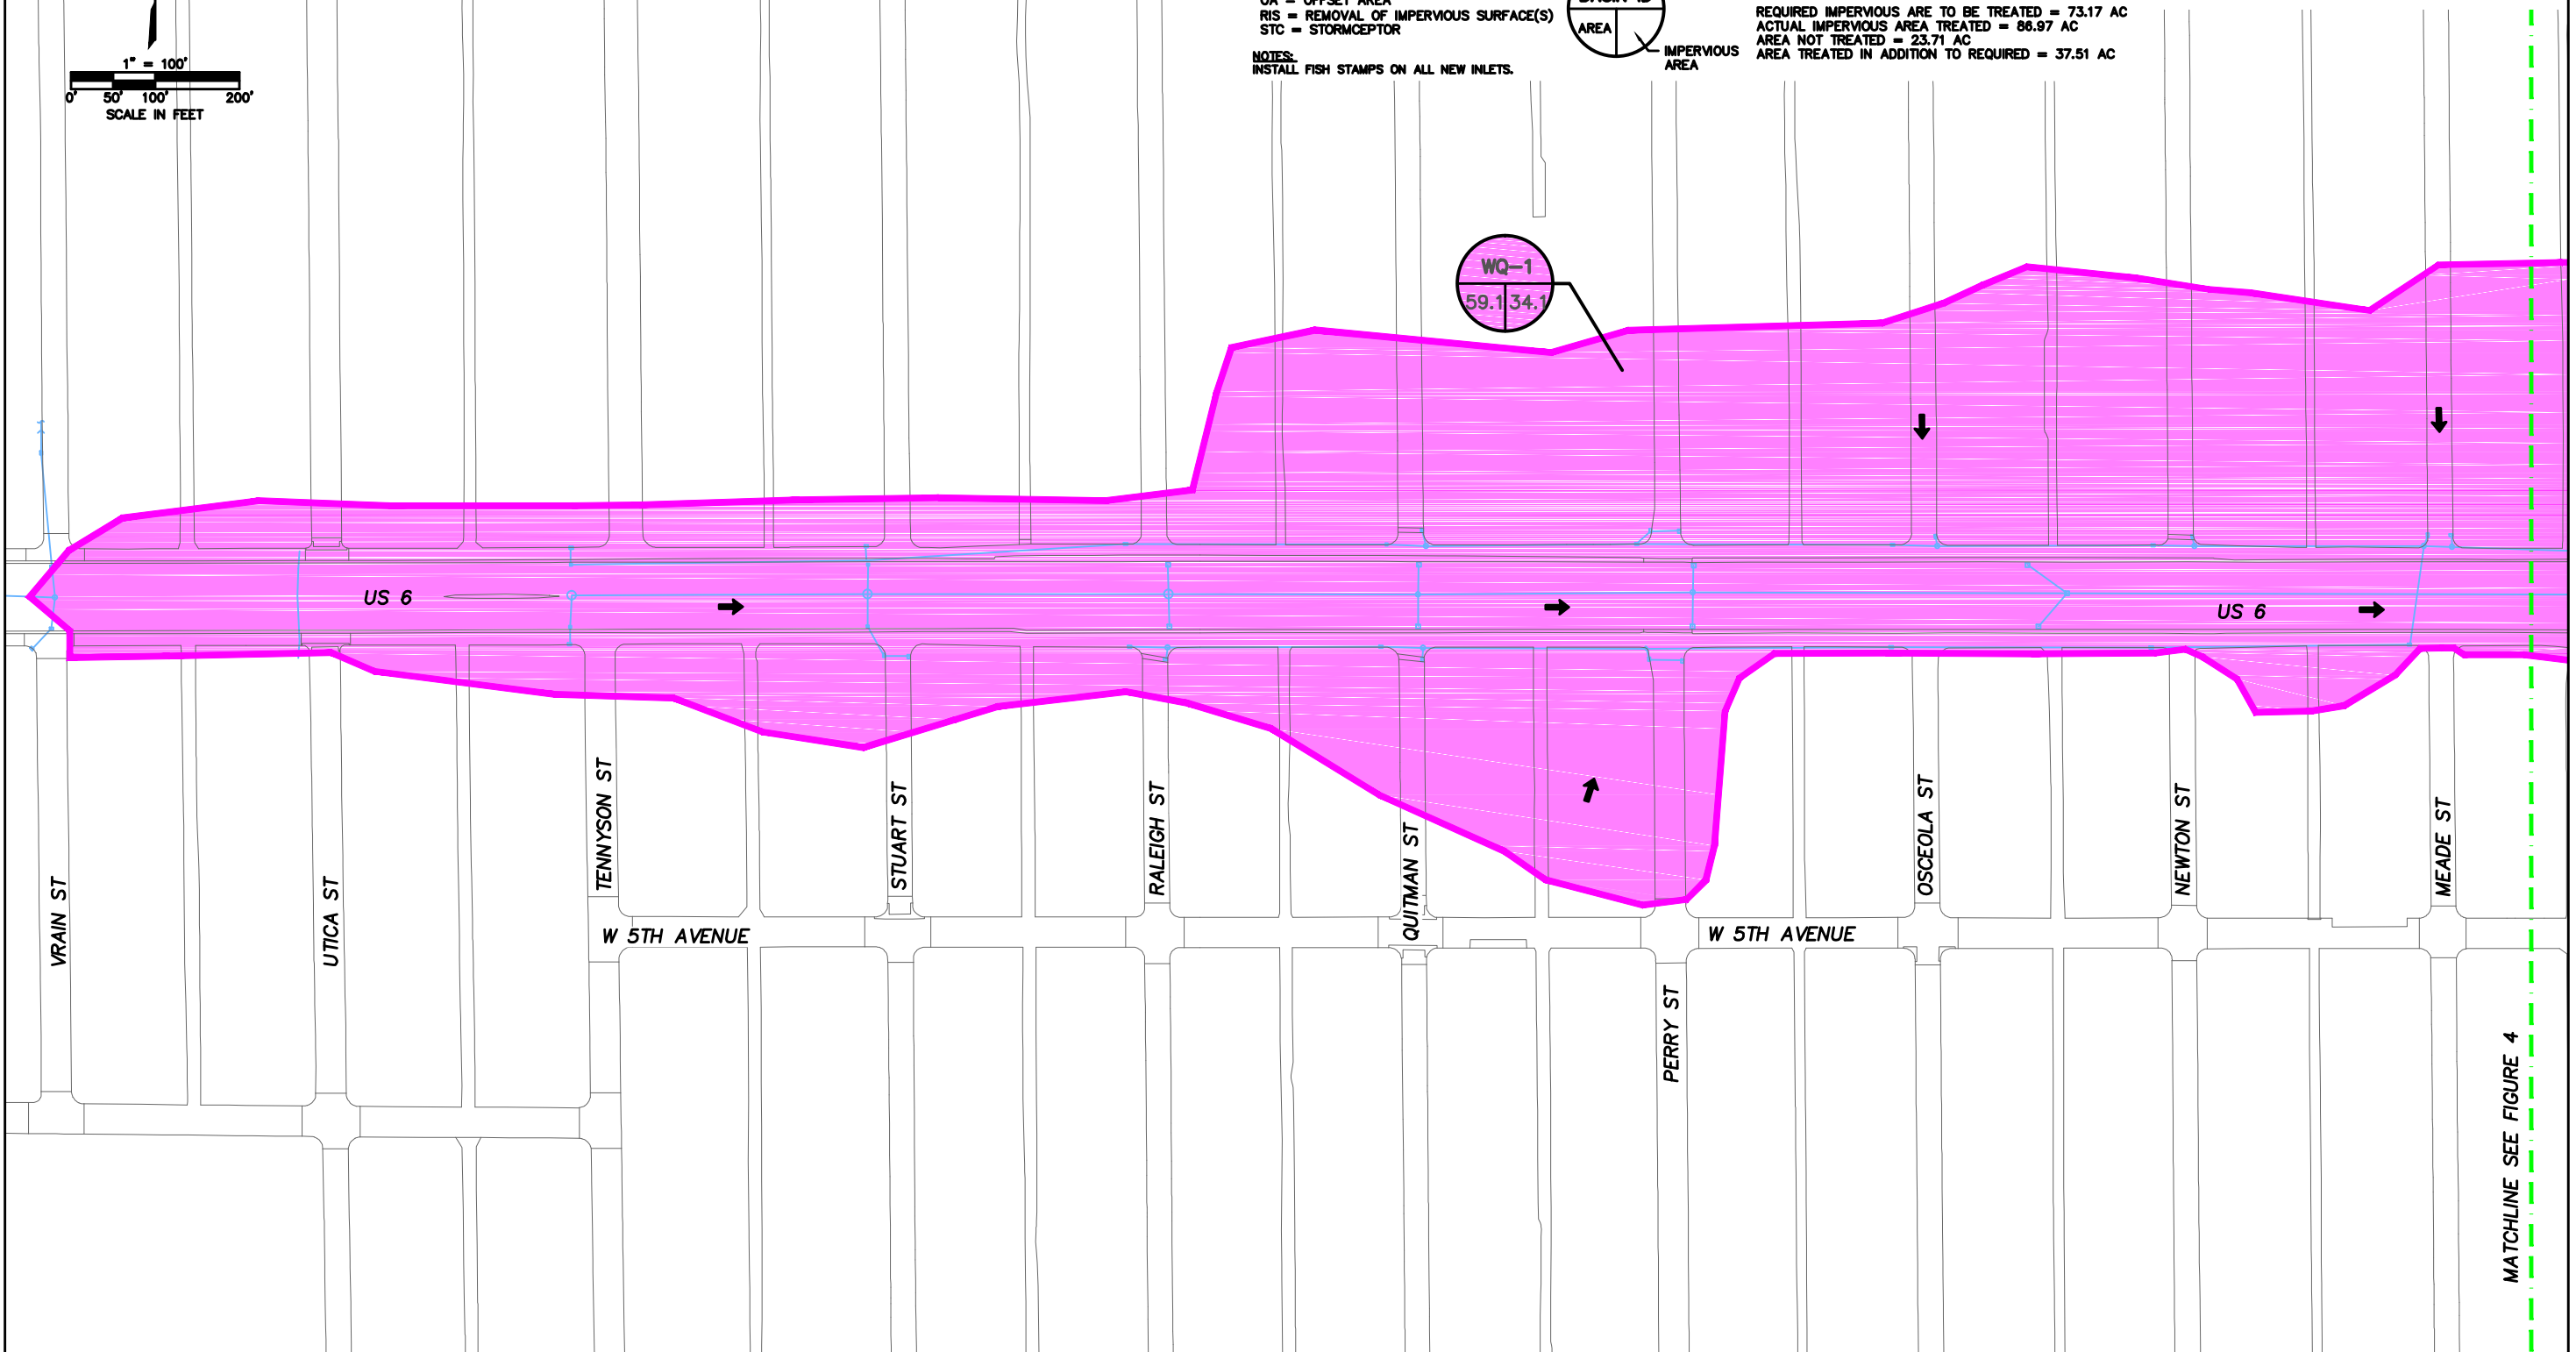 1" = 100'
0' 50' 100' 200'
SCALE IN FEET
OA = OFFSET AREA
RIS = REMOVAL OF IMPERVIOUS SURFACE(S)
STC = STORMCEPTOR
NOTES:
INSTALL FISH STAMPS ON ALL NEW INLETS.
BASIN ID
AREA
IMPERVIOUS
AREA
REQUIRED IMPERVIOUS ARE TO BE TREATED = 73.17 AC
ACTUAL IMPERVIOUS AREA TREATED = 86.97 AC
AREA NOT TREATED = 23.71 AC
AREA TREATED IN ADDITION TO REQUIRED = 37.51 AC
WQ-1
59.1 34.1
US 6
US 6
VRAIN ST
UTICA ST
TENNYSON ST
STUART ST
RALEIGH ST
QUITMAN ST
PERRY ST
OSCEOLA ST
NEWTON ST
MEADE ST
W 5TH AVENUE
W 5TH AVENUE
MATCHLINE SEE FIGURE 4